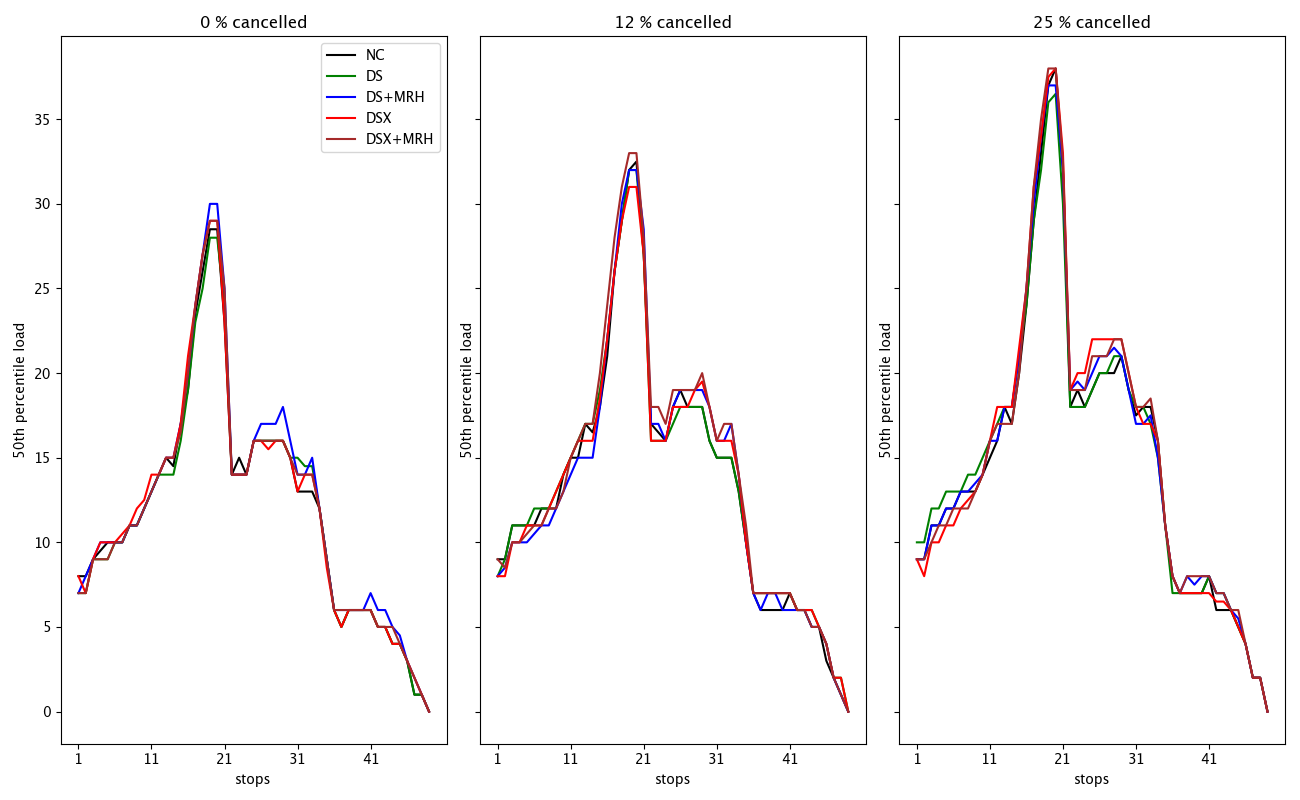 0 % cancelled
NC
DS
DS+MRH
DSX
DSX+MRH
50th percentile load
35
30
25
20
15
10
5
0
1
11
21
31
41
stops
12 % cancelled
50th percentile load
1
11
21
31
41
stops
25 % cancelled
50th percentile load
1
11
21
31
41
stops